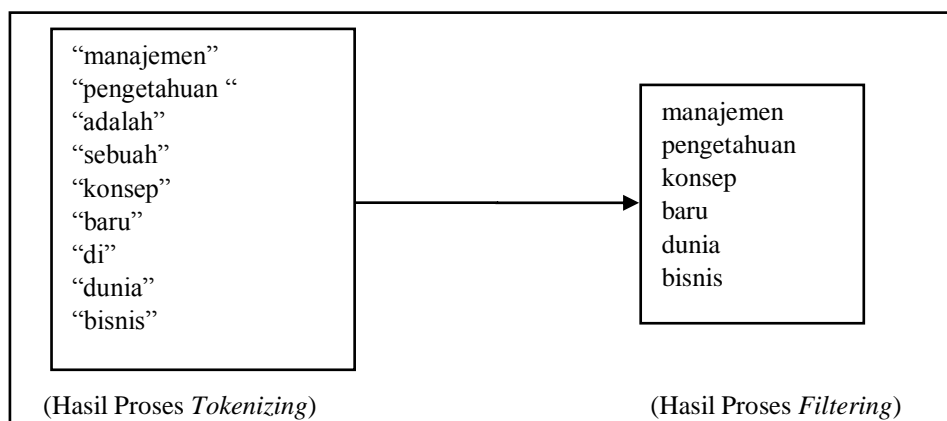 “manajemen”
“pengetahuan “
“adalah”
“sebuah”
“konsep”
“baru”
“di”
“dunia”
“bisnis”
manajemen
pengetahuan
konsep
baru
dunia
bisnis
(Hasil Proses Tokenizing)
(Hasil Proses Filtering)